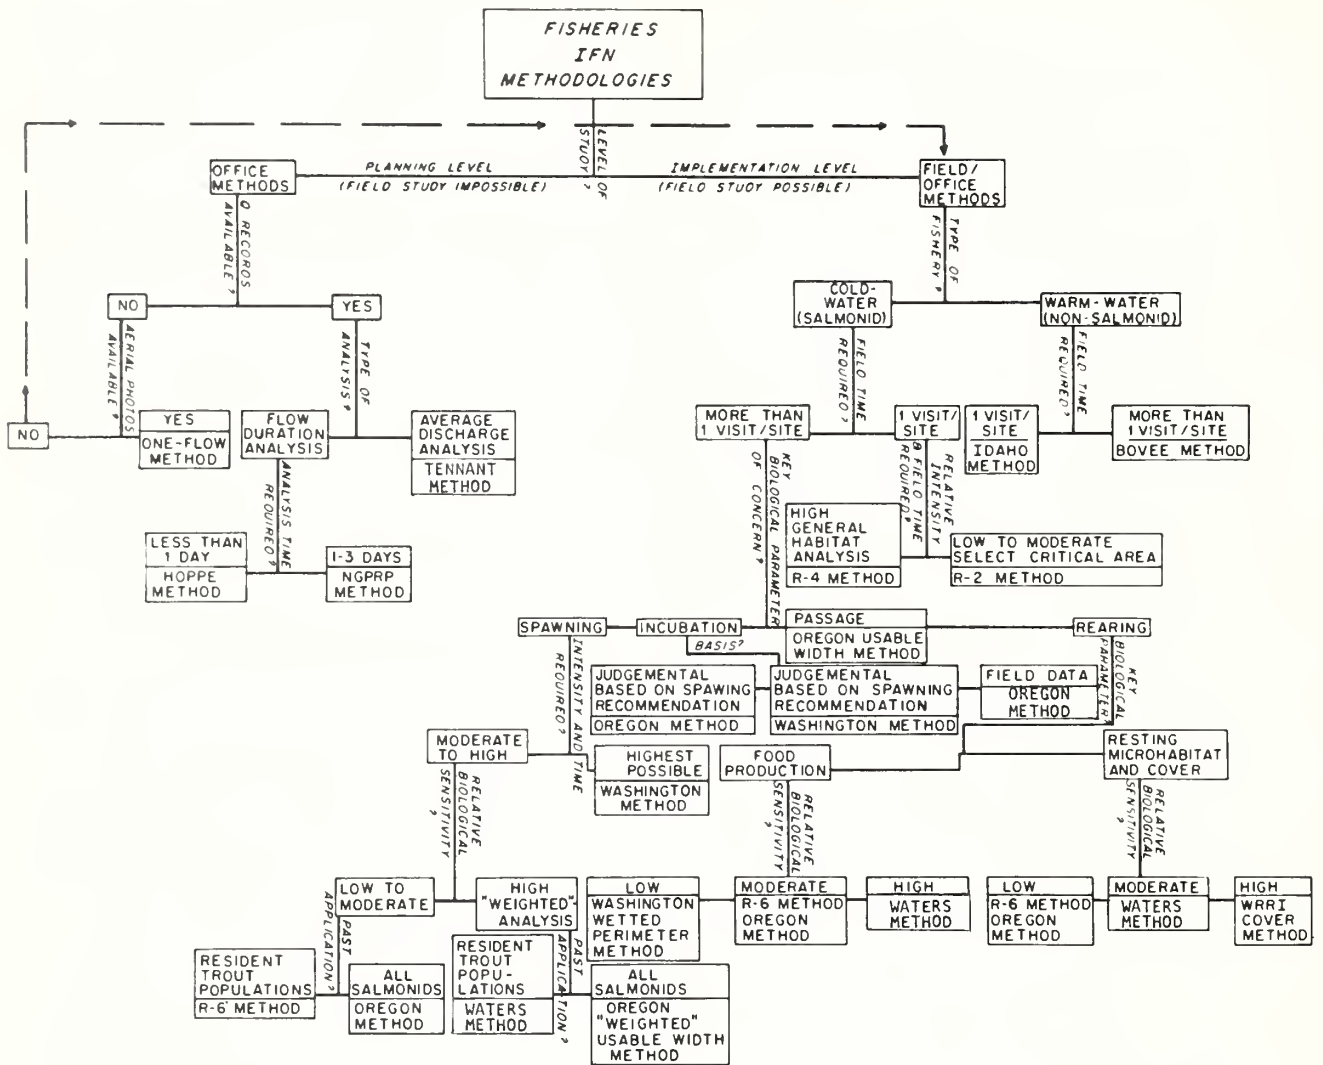 FISHERIES
IFN
METHODOLOGIES
LEVEL OF
STUDY?
OFFICE
METHODS
PLANNING LEVEL
(FIELD STUDY IMPOSSIBLE)
IMPLEMENTATION LEVEL
(FIELD STUDY POSSIBLE)
FIELD/
OFFICE
METHODS
Q RECORDS
AVAILABLE?
TYPE OF
FISHERY?
NO
YES
COLD-
WATER
(SALMONID)
WARM-WATER
(NON-SALMONID)
AERIAL PHOTOS
AVAILABLE?
TYPE OF
ANALYSIS?
FIELD TIME
REQUIRED?
FIELD TIME
REQUIRED?
NO
YES
ONE-FLOW
METHOD
FLOW
DURATION
ANALYSIS
AVERAGE
DISCHARGE
ANALYSIS
TENNANT
METHOD
MORE THAN
1 VISIT/SITE
1 VISIT/
SITE
1 VISIT/
SITE
IDAHO
METHOD
MORE THAN
1 VISIT/SITE
BOVEE METHOD
ANALYSIS TIME
REQUIRED?
KEY
BIOLOGICAL PARAMETER
OF CONCERN?
RELATIVE
INTENSITY
& FIELD TIME
REQUIRED?
LESS THAN
1 DAY
HOPPE
METHOD
1-3 DAYS
NGPRP
METHOD
HIGH
GENERAL
HABITAT
ANALYSIS
R-4 METHOD
LOW TO MODERATE
SELECT CRITICAL AREA
R-2 METHOD
SPAWNING
INCUBATION
PASSAGE
OREGON USABLE
WIDTH METHOD
REARING
BASIS?
INTENSITY AND TIME
REQUIRED?
KEY
BIOLOGICAL
PARAMETER?
JUDGEMENTAL
BASED ON SPAWING
RECOMMENDATION
OREGON METHOD
JUDGEMENTAL
BASED ON SPAWNING
RECOMMENDATION
WASHINGTON METHOD
FIELD DATA
OREGON
METHOD
MODERATE
TO HIGH
HIGHEST
POSSIBLE
WASHINGTON
METHOD
FOOD
PRODUCTION
RESTING
MICROHABITAT
AND COVER
RELATIVE
BIOLOGICAL
SENSITIVITY
?
RELATIVE
BIOLOGICAL
SENSITIVITY
?
RELATIVE
BIOLOGICAL
SENSITIVITY
?
LOW TO
MODERATE
HIGH
"WEIGHTED"
ANALYSIS
LOW
WASHINGTON
WETTED
PERIMETER
METHOD
MODERATE
R-6 METHOD
OREGON
METHOD
HIGH
WATERS
METHOD
LOW
R-6 METHOD
OREGON
METHOD
MODERATE
WATERS
METHOD
HIGH
WRRI
COVER
METHOD
PAST
APPLICATION?
PAST
APPLICATION?
RESIDENT
TROUT
POPULATIONS
R-6' METHOD
ALL
SALMONIDS
OREGON
METHOD
RESIDENT
TROUT
POPU-
LATIONS
WATERS
METHOD
ALL
SALMONIDS
OREGON
"WEIGHTED"
USABLE WIDTH
METHOD